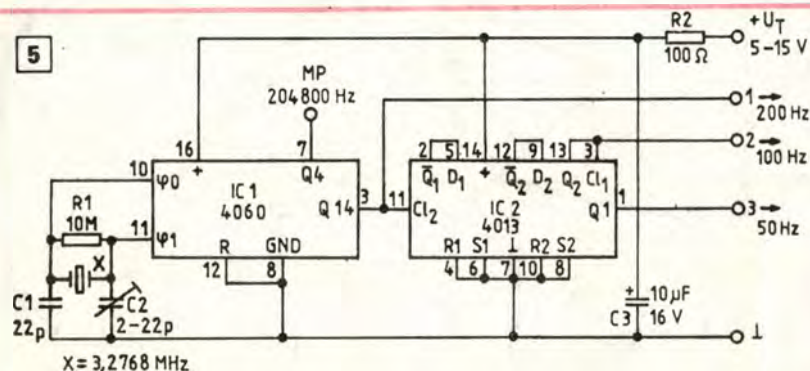 5
R2
100 Ω
+ U_T
5–15 V
MP
204800 Hz
1
200 Hz
2
100 Hz
3
50 Hz
16
+
7
Q4
10
φ0
IC 1
4060
Q 14
3
11
φ1
R
GND
12
8
R1
10M
X
C1
22p
C2
2–22p
X = 3,2768 MHz
2
5
14
12
9
13
3
Q̅1
D1
+
Q̅2
D2
Q2
Cl1
11
Cl2
IC 2
4013
Q1
1
R1
S1
⊥
R2
S2
4
6
7
10
8
+
10 µF
16 V
C3
⊥